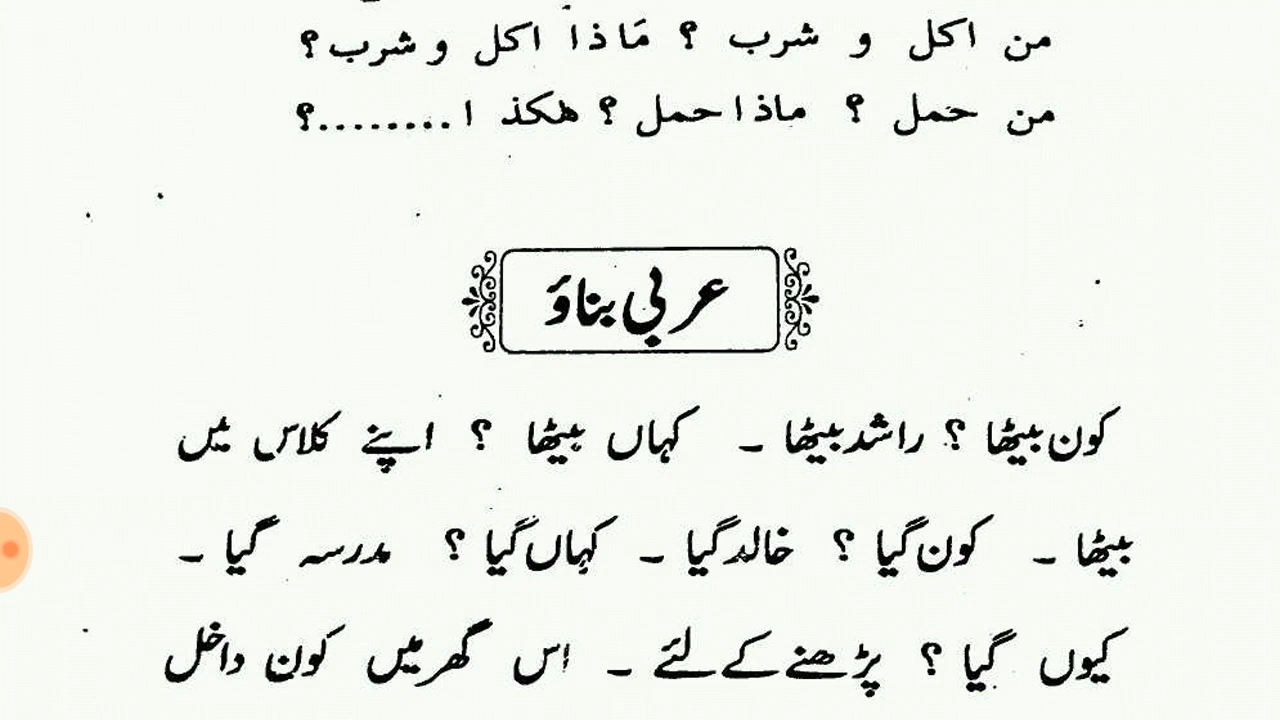 من اكل و شرب ؟ مَاذا اكل و شرب؟
من حمل ؟ ماذا حمل ؟ هكذ ا........؟
عربی بناؤ
کون بیٹھا ؟ راشد بیٹھا ۔ کہاں بیٹھا ؟ اپنے کلاس میں
بیٹھا ۔ کون گیا ؟ خالد گیا ۔ کہاں گیا ؟ مدرسہ گیا ۔
کیوں گیا ؟ پڑھنے کے لئے ۔ اس گھر میں کون داخل